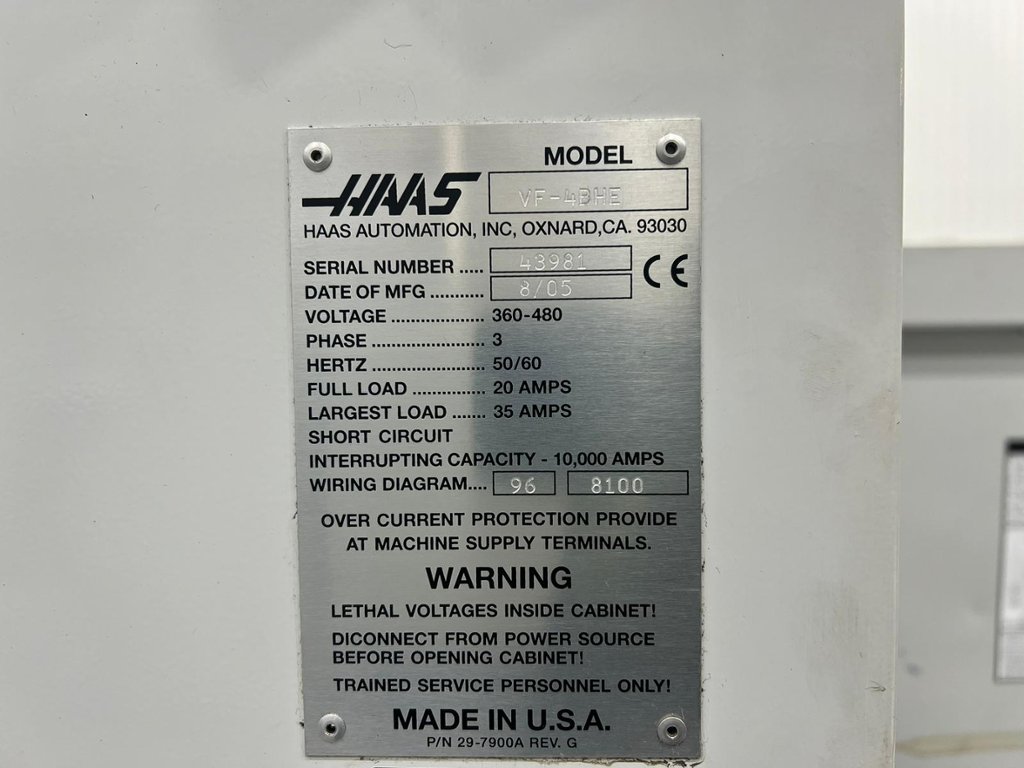 MODEL
HAAS VF-4BHE
HAAS AUTOMATION, INC, OXNARD,CA. 93030
SERIAL NUMBER ..... 43981
DATE OF MFG ........... 8/05
CE
VOLTAGE ................... 360-480
PHASE ....................... 3
HERTZ ....................... 50/60
FULL LOAD ............... 20 AMPS
LARGEST LOAD ....... 35 AMPS
SHORT CIRCUIT
INTERRUPTING CAPACITY - 10,000 AMPS
WIRING DIAGRAM.... 96 8100
OVER CURRENT PROTECTION PROVIDE
AT MACHINE SUPPLY TERMINALS.
WARNING
LETHAL VOLTAGES INSIDE CABINET!
DICONNECT FROM POWER SOURCE
BEFORE OPENING CABINET!
TRAINED SERVICE PERSONNEL ONLY!
MADE IN U.S.A.
P/N 29-7900A REV. G